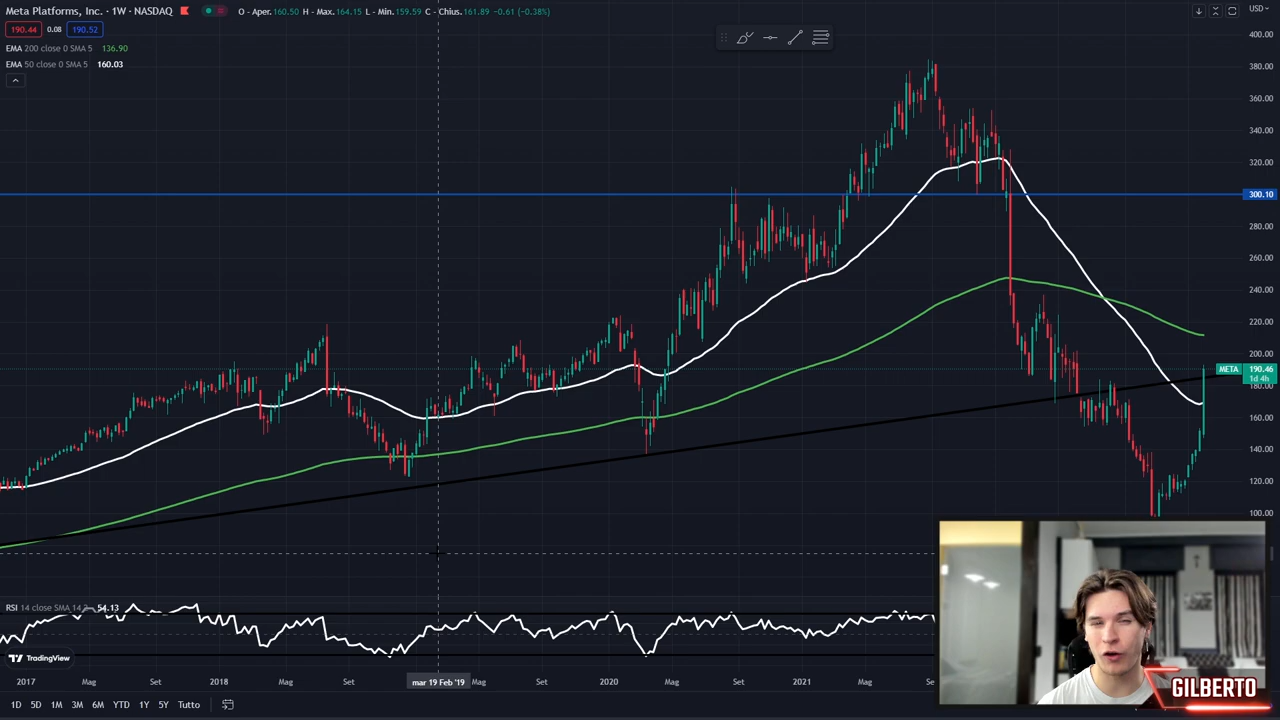 Meta Platforms, Inc. · 1W · NASDAQ O - Aper. 160.50 H - Max. 164.15 L - Min. 159.59 C - Chius. 161.89 -0.61 (-0.38%)
USD
190.44 0.08 190.52
EMA 200 close 0 SMA 5 136.90
EMA 50 close 0 SMA 5 160.03
400.00
380.00
360.00
340.00
320.00
300.10
280.00
260.00
240.00
220.00
200.00
META 190.46
1d 4h
180.00
160.00
140.00
120.00
100.00
RSI 14 close SMA 14 2 54.13
TradingView
2017 Mag Set 2018 Mag Set mar 19 Feb '19 Mag Set 2020 Mag Set 2021 Mag Se
1D 5D 1M 3M 6M YTD 1Y 5Y Tutto
GILBERTO